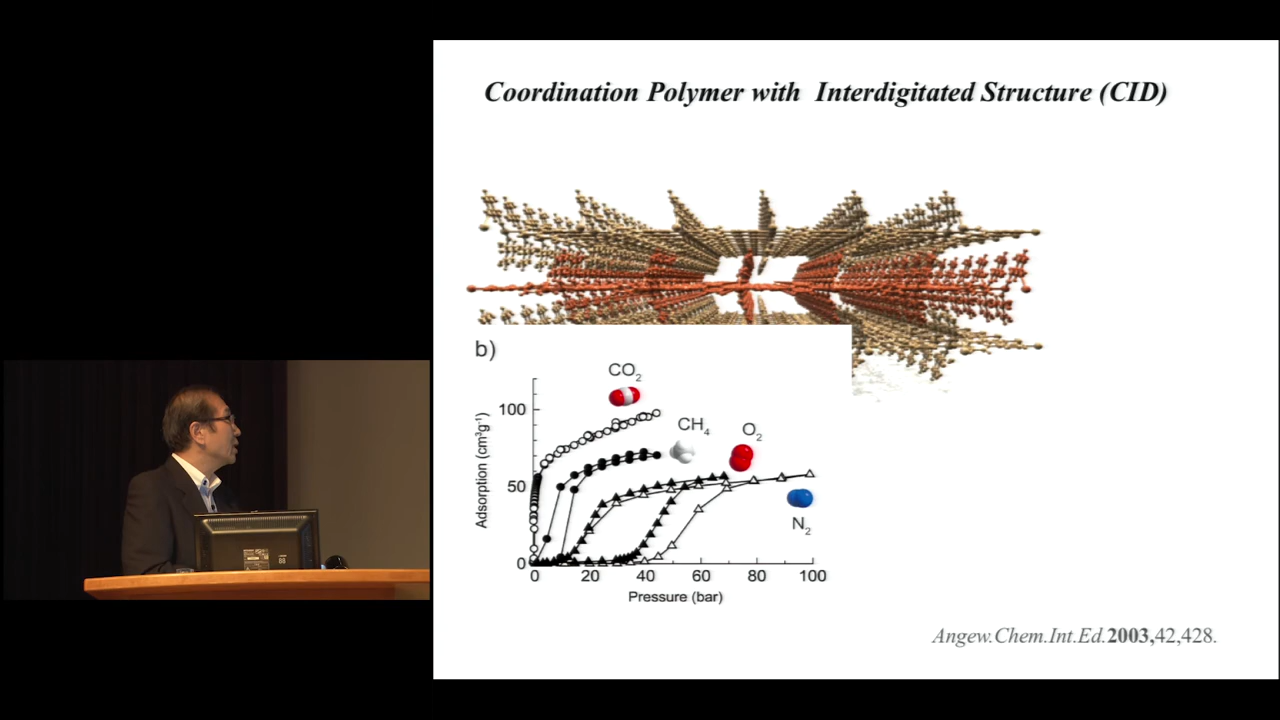 Coordination Polymer with Interdigitated Structure (CID)
b)
CO2
CH4
O2
N2
100
50
0
Adsorption (cm3g-1)
0 20 40 60 80 100
Pressure (bar)
Angew.Chem.Int.Ed.2003,42,428.